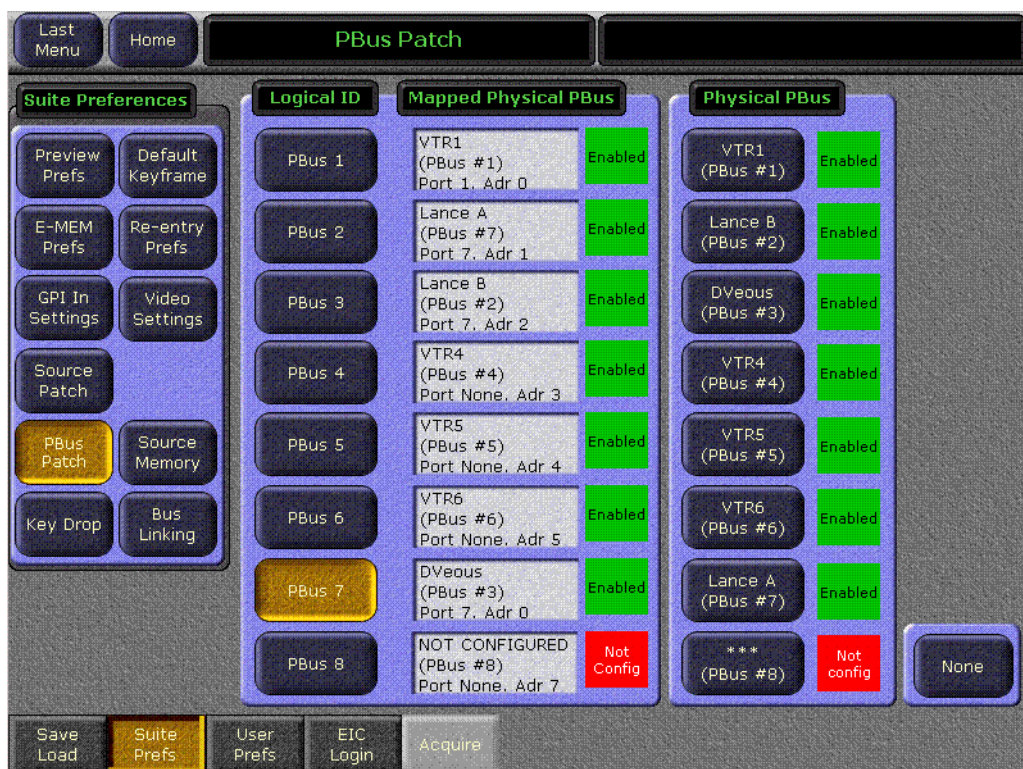 Last
Menu
Home
PBus Patch
Suite Preferences
Preview
Prefs
Default
Keyframe
E-MEM
Prefs
Re-entry
Prefs
GPI In
Settings
Video
Settings
Source
Patch
PBus
Patch
Source
Memory
Key Drop
Bus
Linking
Logical ID
Mapped Physical PBus
PBus 1
VTR1
(PBus #1)
Port 1. Adr 0
Enabled
PBus 2
Lance A
(PBus #7)
Port 7. Adr 1
Enabled
PBus 3
Lance B
(PBus #2)
Port 7. Adr 2
Enabled
PBus 4
VTR4
(PBus #4)
Port None. Adr 3
Enabled
PBus 5
VTR5
(PBus #5)
Port None. Adr 4
Enabled
PBus 6
VTR6
(PBus #6)
Port None. Adr 5
Enabled
PBus 7
DVeous
(PBus #3)
Port 7. Adr 0
Enabled
PBus 8
NOT CONFIGURED
(PBus #8)
Port None. Adr 7
Not
Config
Physical PBus
VTR1
(PBus #1)
Enabled
Lance B
(PBus #2)
Enabled
DVeous
(PBus #3)
Enabled
VTR4
(PBus #4)
Enabled
VTR5
(PBus #5)
Enabled
VTR6
(PBus #6)
Enabled
Lance A
(PBus #7)
Enabled
***
(PBus #8)
Not
config
None
Save
Load
Suite
Prefs
User
Prefs
EIC
Login
Acquire